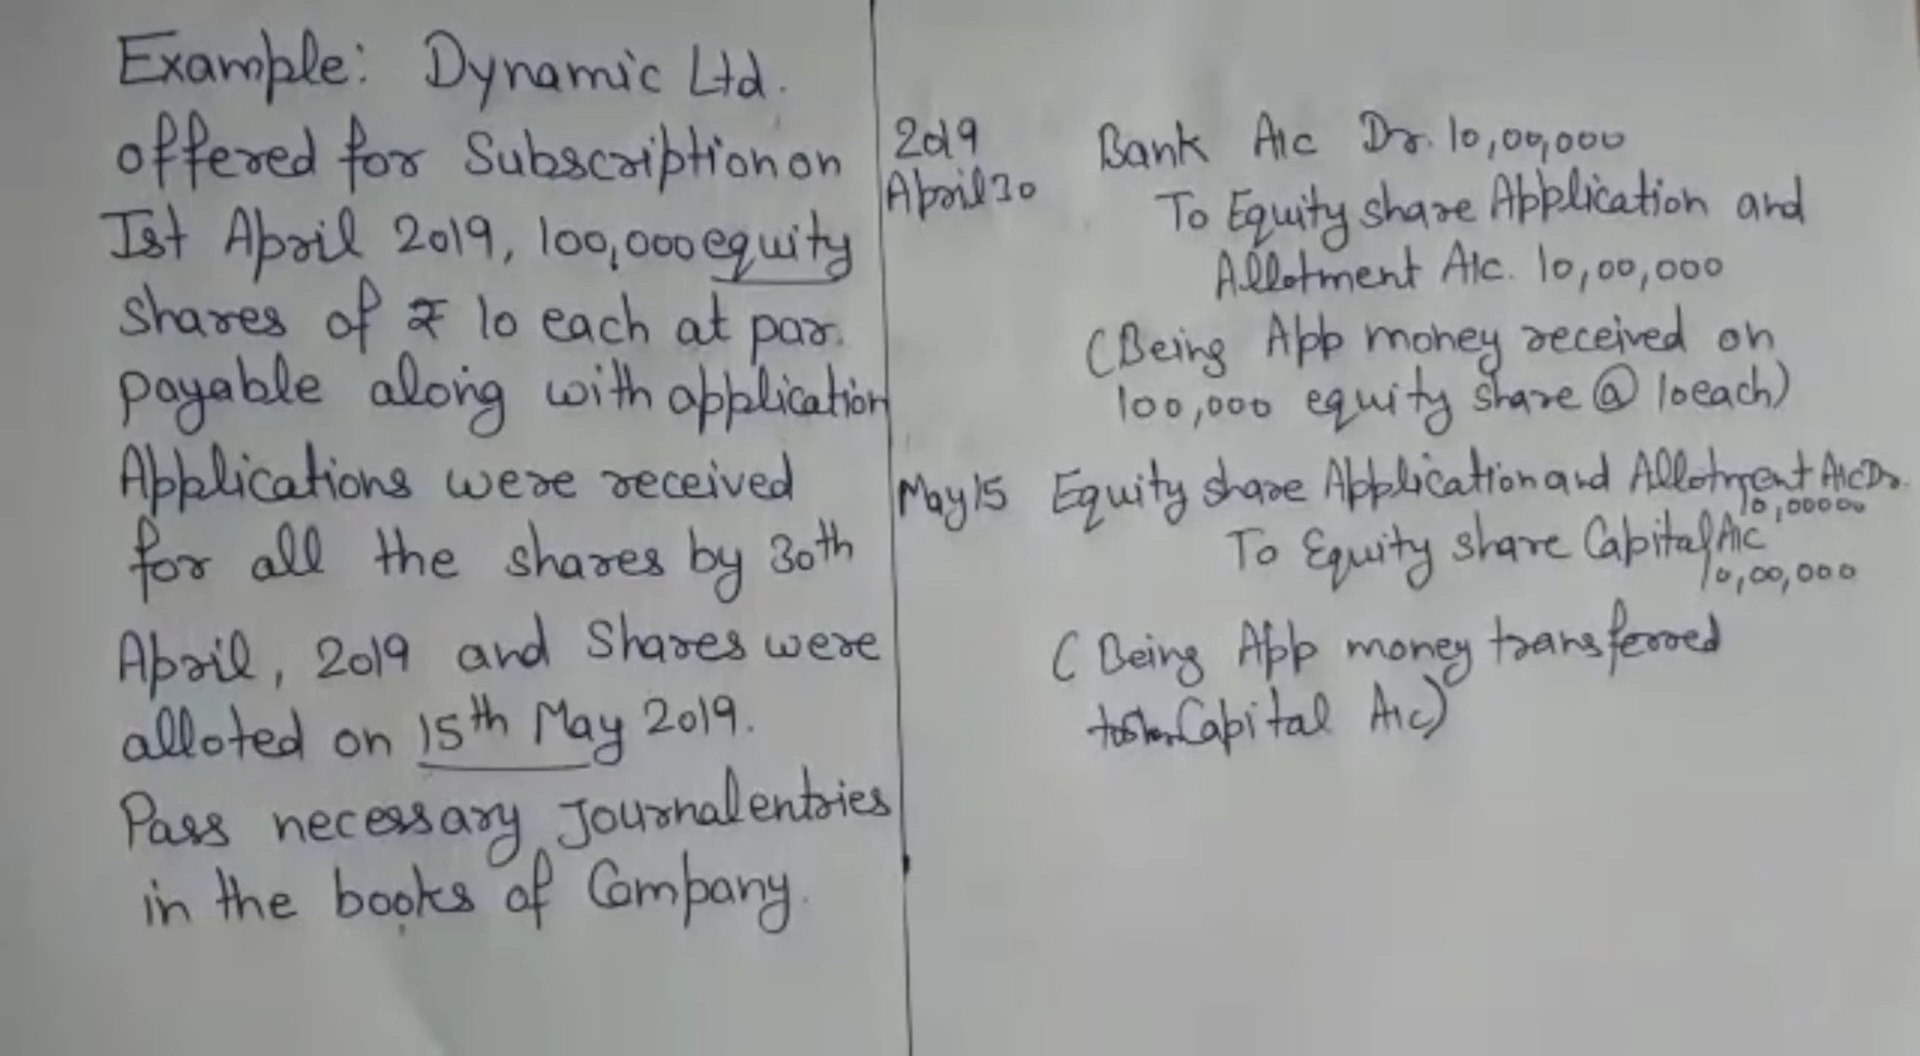 Example: Dynamic Ltd.
offered for Subscription on
Ist April 2019, 100,000 equity
shares of ₹ 10 each at par.
payable along with application
Applications were received
for all the shares by 30th
April, 2019 and Shares were
alloted on 15th May 2019.
Pass necessary Journal entries
in the books of Company.
2019 Bank A/c Dr. 10,00,000
April 30 To Equity share Application and
Allotment A/c. 10,00,000
(Being App money received on
100,000 equity share @ 10 each)
May 15 Equity share Application and Allotment A/c Dr.
10,00000
To Equity share Capital A/c
10,00,000
(Being App money transferred
Capital A/c)